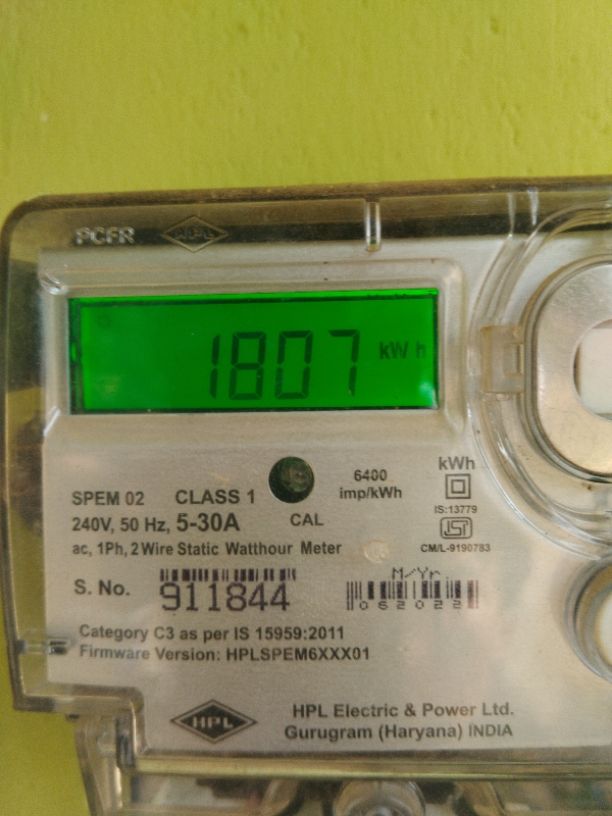 PCFR HPL
1807 kWh
6400
imp/kWh
kWh
IS:13779
ISI
CM/L-9190783
SPEM 02 CLASS 1
240V, 50 Hz, 5-30A CAL
ac, 1Ph, 2 Wire Static Watthour Meter
S. No. 911844
M/Yr.
062022
Category C3 as per IS 15959:2011
Firmware Version: HPLSPEM6XXX01
HPL
HPL Electric & Power Ltd.
Gurugram (Haryana) INDIA